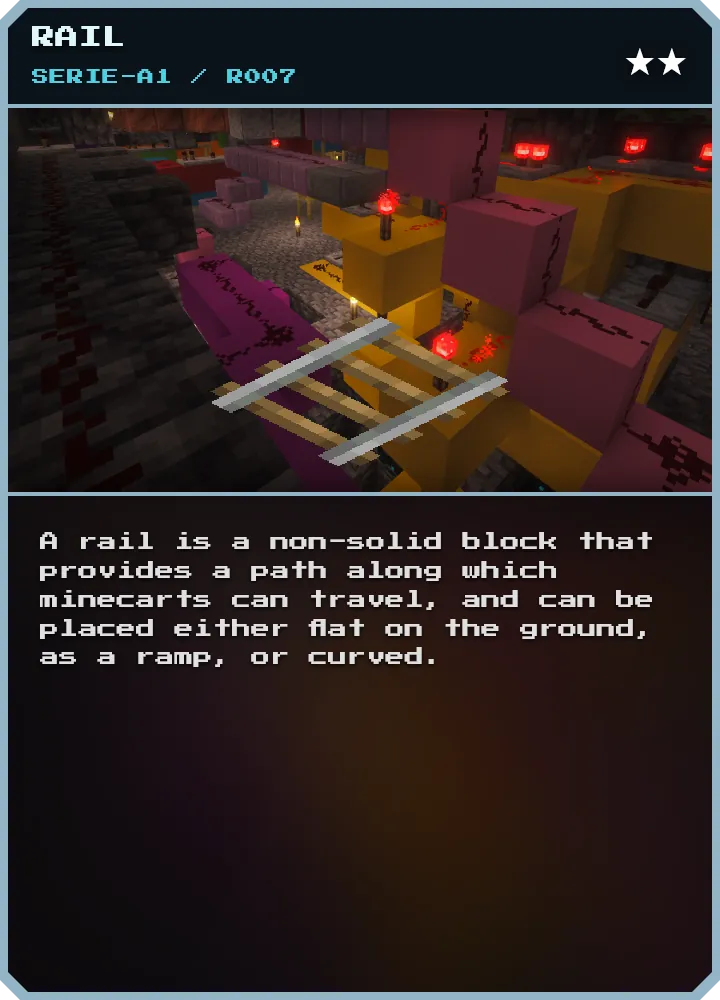 RAIL
SERIE-A1 / R007
A rail is a non-solid block that
provides a path along which
minecarts can travel, and can be
placed either flat on the ground,
as a ramp, or curved.